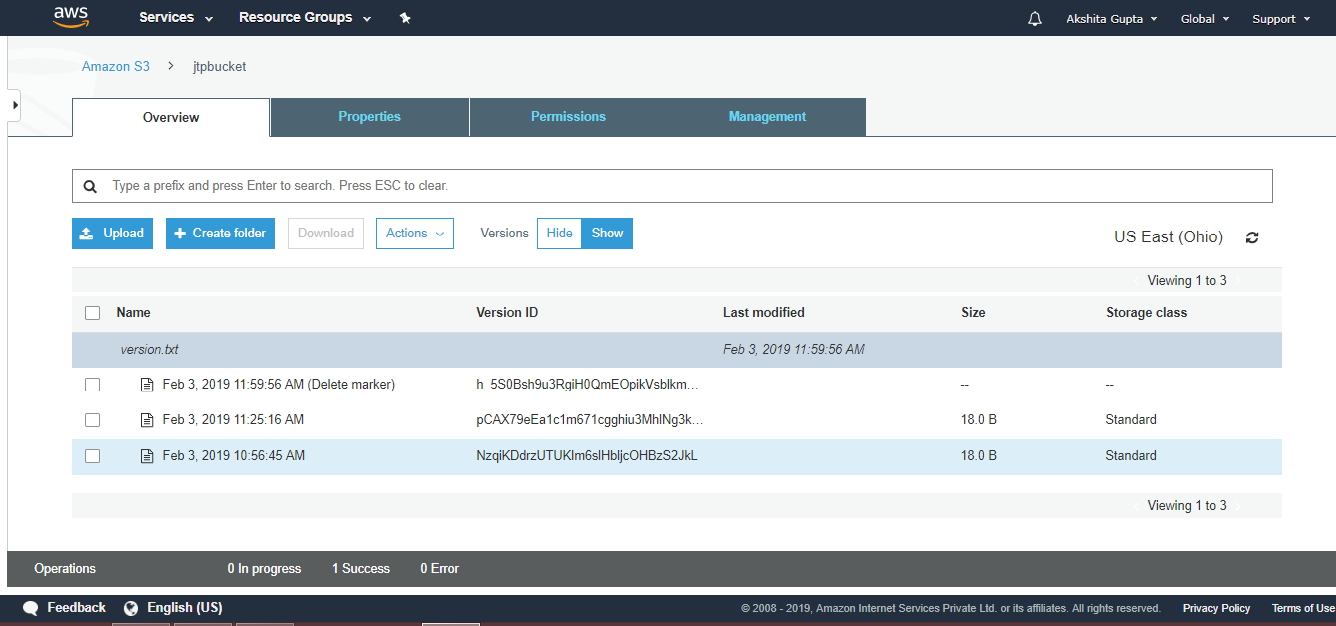 aws Services Resource Groups Akshita Gupta Global Support
Amazon S3 > jtpbucket
Overview Properties Permissions Management
Type a prefix and press Enter to search. Press ESC to clear.
Upload Create folder Download Actions Versions Hide Show US East (Ohio)
Viewing 1 to 3
Name Version ID Last modified Size Storage class
version.txt Feb 3, 2019 11:59:56 AM
Feb 3, 2019 11:59:56 AM (Delete marker) h_5S0Bsh9u3RgiH0QmEOpikVsblkm... -- --
Feb 3, 2019 11:25:16 AM pCAX79eEa1c1m671cgghiu3MhlNg3k... 18.0 B Standard
Feb 3, 2019 10:56:45 AM NzqiKDdrzUTUKlm6slHbljcOHBzS2JkL 18.0 B Standard
Viewing 1 to 3
Operations 0 In progress 1 Success 0 Error
Feedback English (US) © 2008 - 2019, Amazon Internet Services Private Ltd. or its affiliates. All rights reserved. Privacy Policy Terms of Use